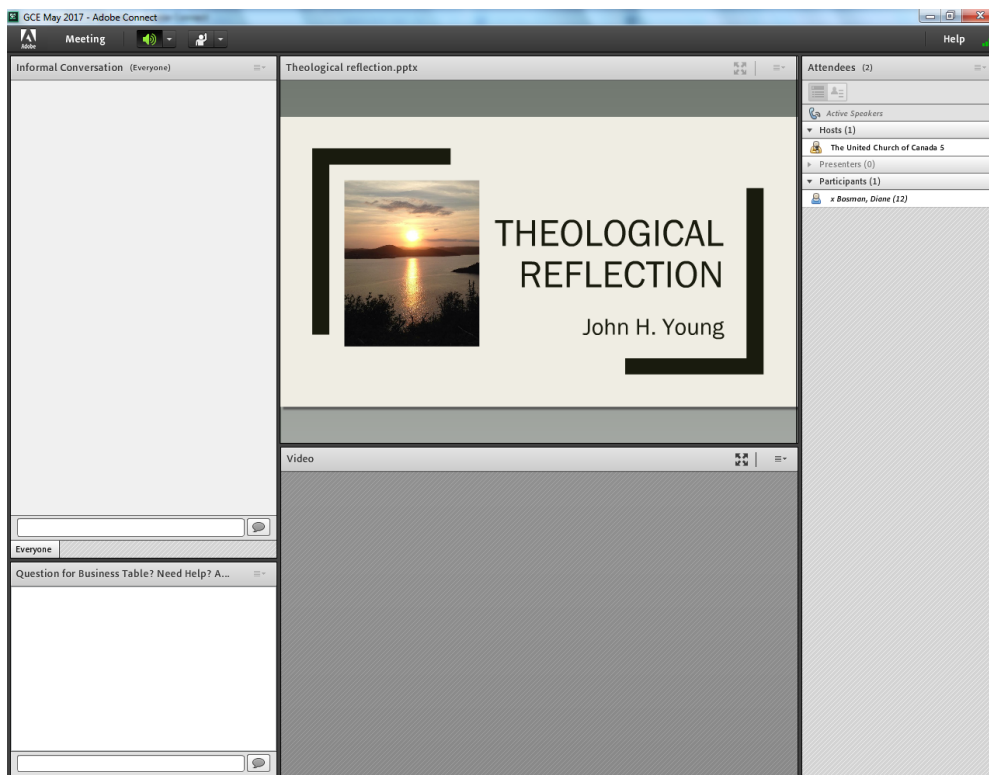 GCE May 2017 - Adobe Connect
Adobe
Meeting
Help
Informal Conversation (Everyone)
Everyone
Question for Business Table? Need Help? A...
Theological reflection.pptx
THEOLOGICAL
REFLECTION
John H. Young
Video
Attendees (2)
Active Speakers
Hosts (1)
The United Church of Canada 5
Presenters (0)
Participants (1)
x Bosman, Diane (12)